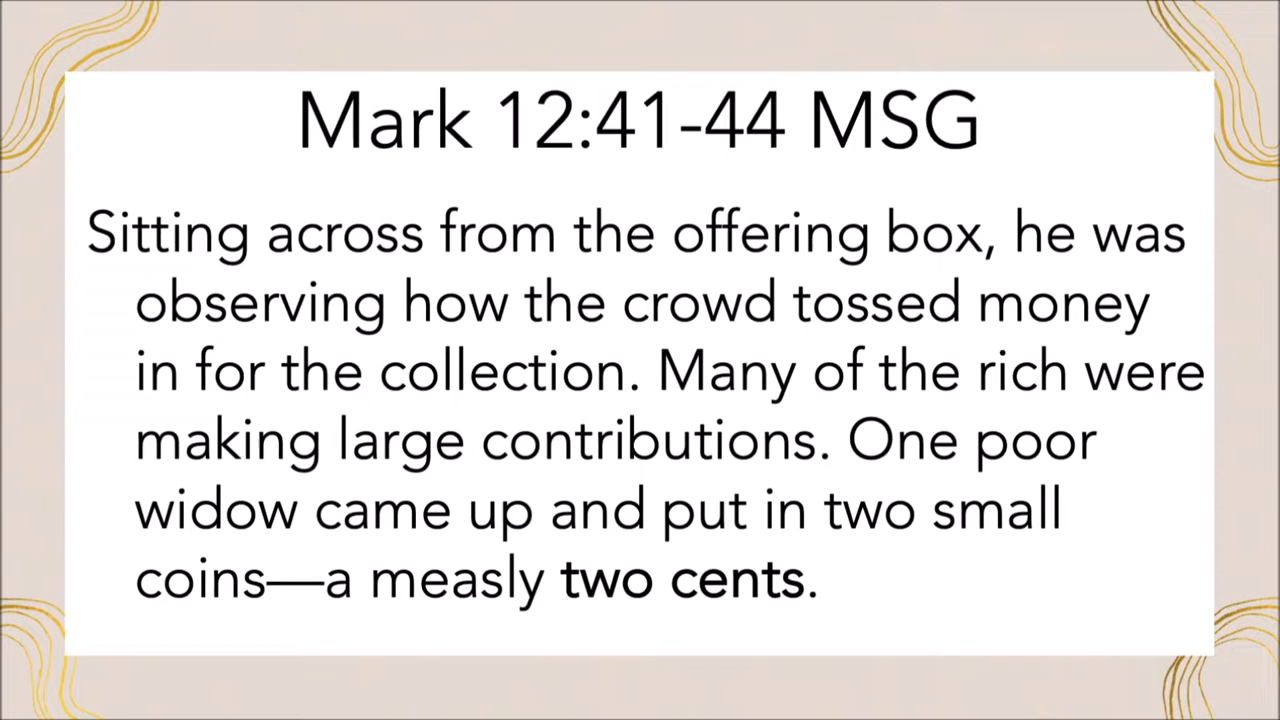 Mark 12:41-44 MSG
Sitting across from the offering box, he was
observing how the crowd tossed money
in for the collection. Many of the rich were
making large contributions. One poor
widow came up and put in two small
coins—a measly two cents.